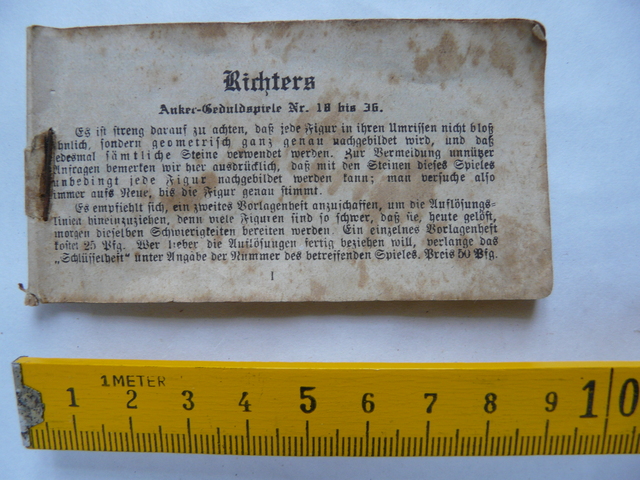 Richters
Anker-Geduldspiele Nr. 18 bis 36.
Es ist streng darauf zu achten, daß jede Figur in ihren Umrissen nicht bloß
ähnlich, sondern geometrisch ganz genau nachgebildet wird, und daß
jedesmal sämtliche Steine verwendet werden. Zur Vermeidung unnützer
Anfragen bemerken wir hier ausdrücklich, daß mit den Steinen dieses Spieles
unbedingt jede Figur nachgebildet werden kann; man versuche also
immer aufs Neue, bis die Figur genau stimmt.
Es empfiehlt sich, ein zweites Vorlagenheft anzuschaffen, um die Auflösungs-
linien hineinzuziehen, denn viele Figuren sind so schwer, daß sie, heute gelöst,
morgen dieselben Schwierigkeiten bereiten werden. Ein einzelnes Vorlagenheft
kostet 25 Pfg. Wer lieber die Auflösungen fertig beziehen will, verlange das
„Schlüsselheft" unter Angabe der Nummer des betreffenden Spieles. Preis 50 Pfg.
1
1 METER
1 2 3 4 5 6 7 8 9 10